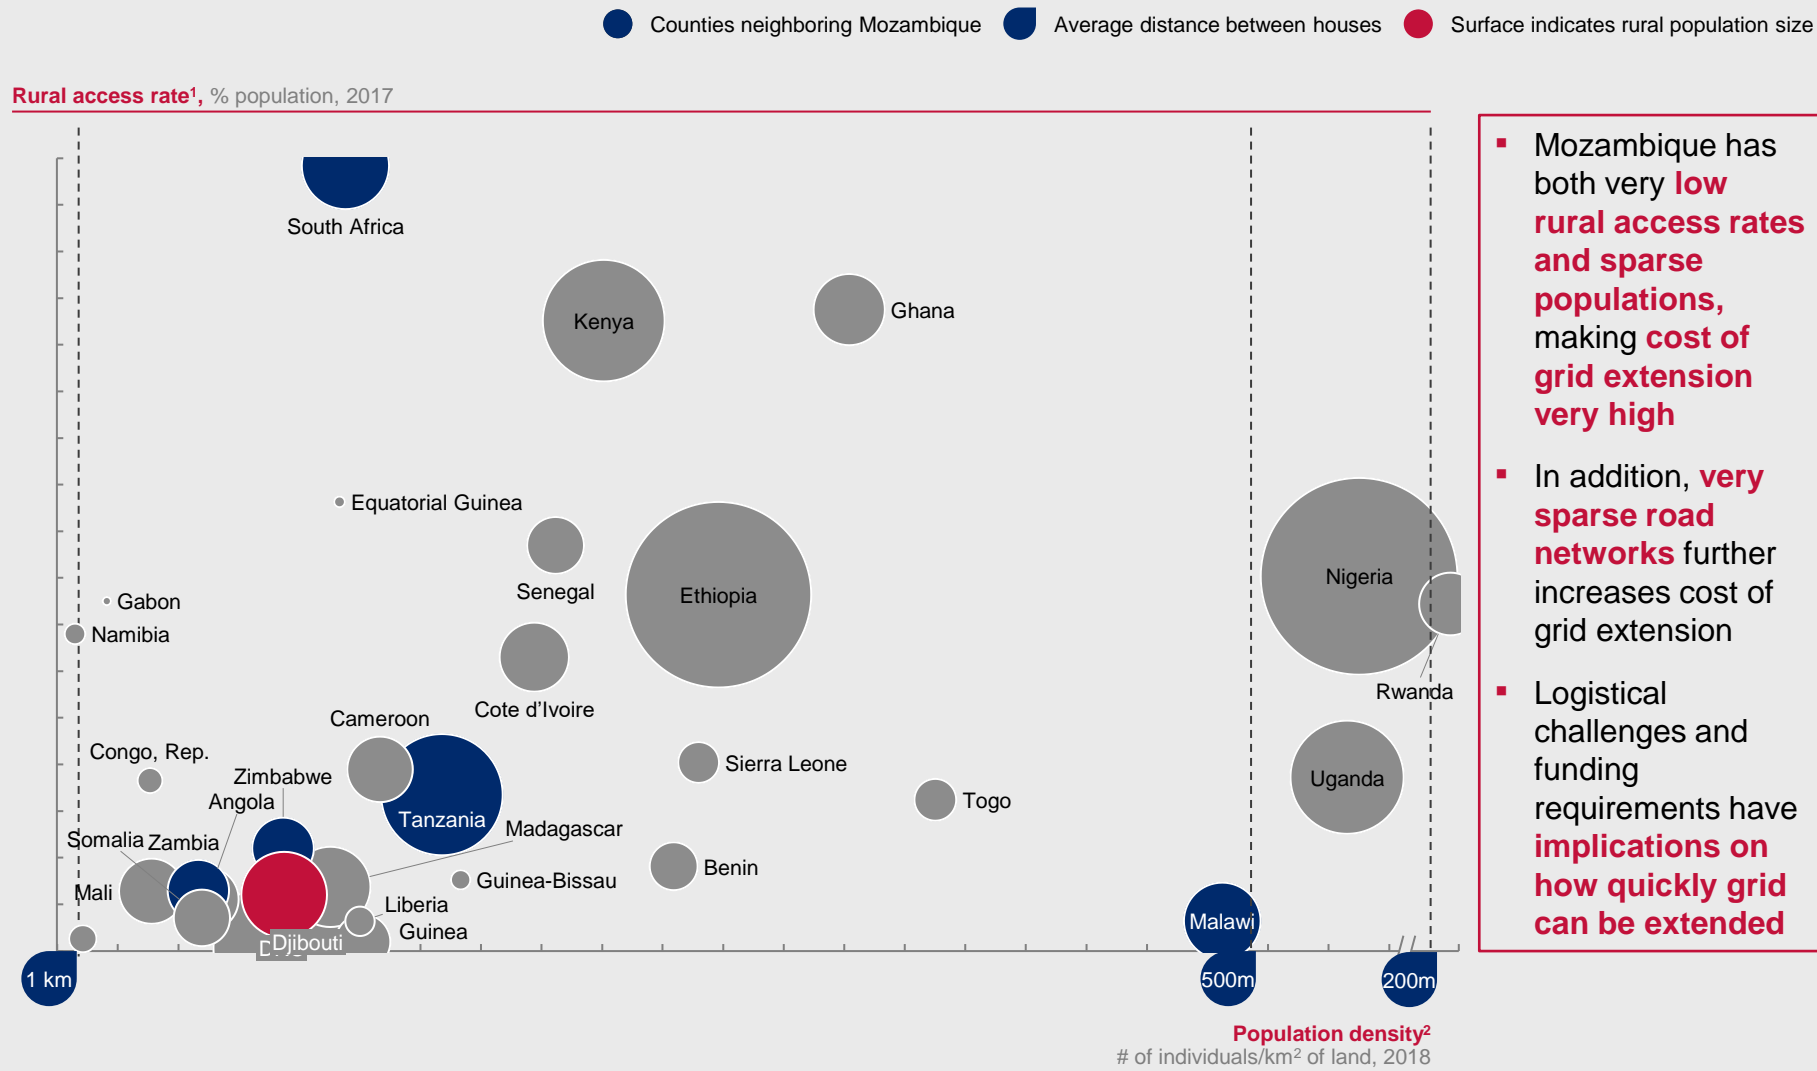 Counties neighboring Mozambique
Average distance between houses
Surface indicates rural population size
Rural access rate¹, % population, 2017
South Africa
Kenya
Ghana
Equatorial Guinea
Senegal
Ethiopia
Nigeria
Gabon
Namibia
Rwanda
Cote d’Ivoire
Cameroon
Congo, Rep.
Zimbabwe
Angola
Sierra Leone
Uganda
Togo
Tanzania
Madagascar
Somalia
Zambia
Mali
Benin
Guinea-Bissau
Liberia
Guinea
Djibouti
Malawi
1 km
500m
200m
Population density²
# of individuals/km² of land, 2018
▪ Mozambique has
both very low
rural access rates
and sparse
populations,
making cost of
grid extension
very high
▪ In addition, very
sparse road
networks further
increases cost of
grid extension
▪ Logistical
challenges and
funding
requirements have
implications on
how quickly grid
can be extended